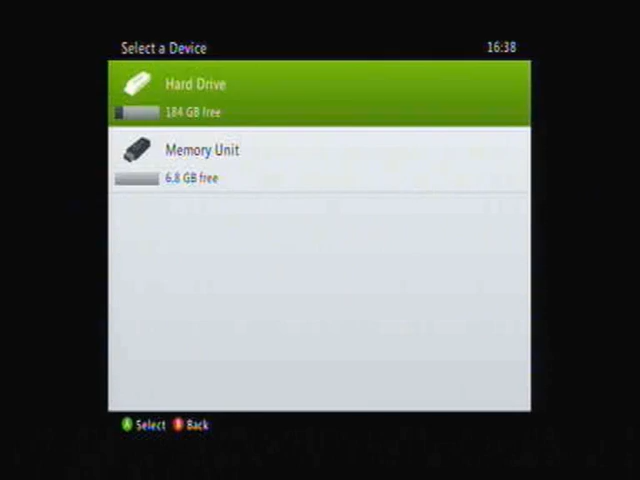 Select a Device 16:38
Hard Drive
184 GB free
Memory Unit
6.8 GB free
A Select B Back